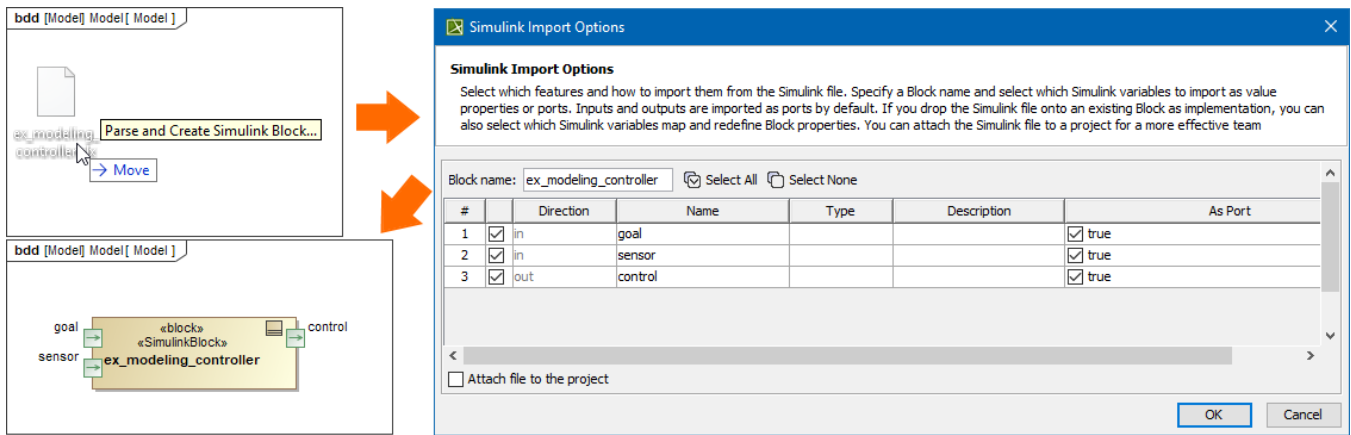 bdd [Model] Model [ Model ]
ex_modeling_
controller.slx
Parse and Create Simulink Block...
Move
Simulink Import Options
Simulink Import Options
Select which features and how to import them from the Simulink file. Specify a Block name and select which Simulink variables to import as value
properties or ports. Inputs and outputs are imported as ports by default. If you drop the Simulink file onto an existing Block as implementation, you can
also select which Simulink variables map and redefine Block properties. You can attach the Simulink file to a project for a more effective team
Block name: ex_modeling_controller Select All Select None
# Direction Name Type Description As Port
1 in goal true
2 in sensor true
3 out control true
Attach file to the project
OK Cancel
bdd [Model] Model [ Model ]
goal
sensor
«block»
«SimulinkBlock»
ex_modeling_controller
control